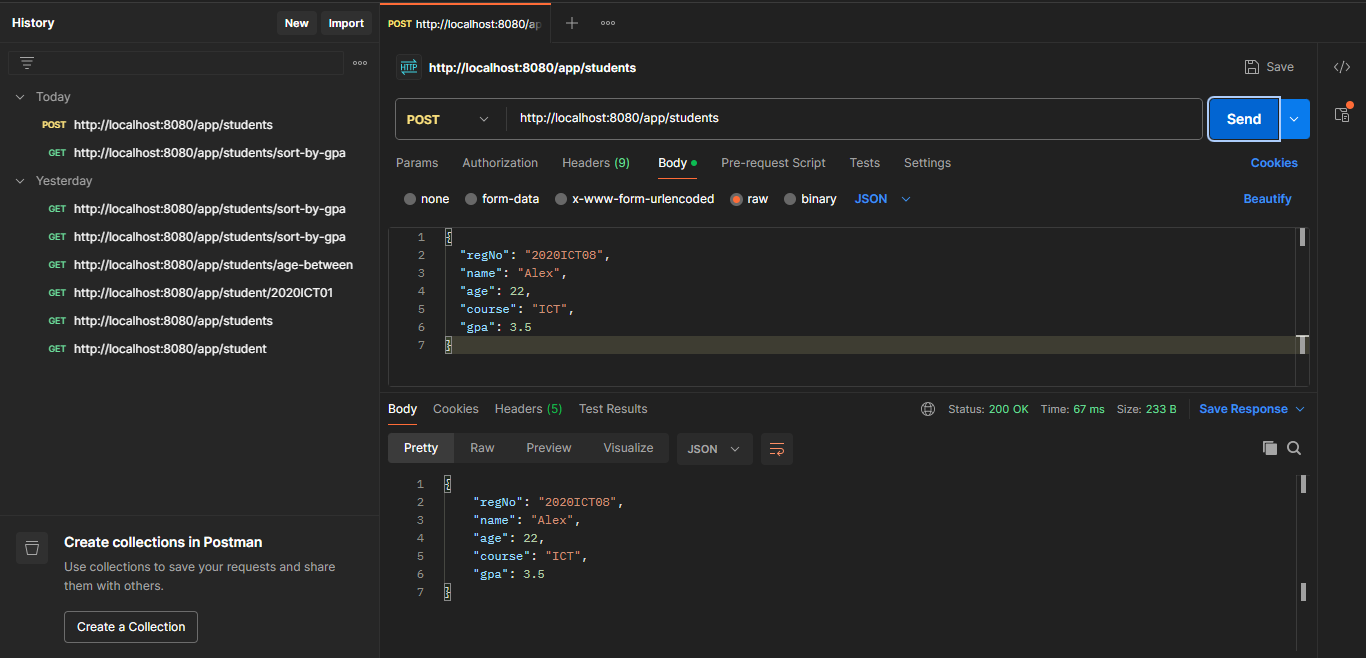 History
New
Import
Today
POST http://localhost:8080/app/students
GET http://localhost:8080/app/students/sort-by-gpa
Yesterday
GET http://localhost:8080/app/students/sort-by-gpa
GET http://localhost:8080/app/students/sort-by-gpa
GET http://localhost:8080/app/students/age-between
GET http://localhost:8080/app/student/2020ICT01
GET http://localhost:8080/app/students
GET http://localhost:8080/app/student
Create collections in Postman
Use collections to save your requests and share
them with others.
Create a Collection
POST http://localhost:8080/ap
HTTP http://localhost:8080/app/students
Save
POST http://localhost:8080/app/students
Send
Params Authorization Headers (9) Body Pre-request Script Tests Settings Cookies
none form-data x-www-form-urlencoded raw binary JSON Beautify
1 {
2 "regNo": "2020ICT08",
3 "name": "Alex",
4 "age": 22,
5 "course": "ICT",
6 "gpa": 3.5
7 }
Body Cookies Headers (5) Test Results Status: 200 OK Time: 67 ms Size: 233 B Save Response
Pretty Raw Preview Visualize JSON
1 {
2 "regNo": "2020ICT08",
3 "name": "Alex",
4 "age": 22,
5 "course": "ICT",
6 "gpa": 3.5
7 }